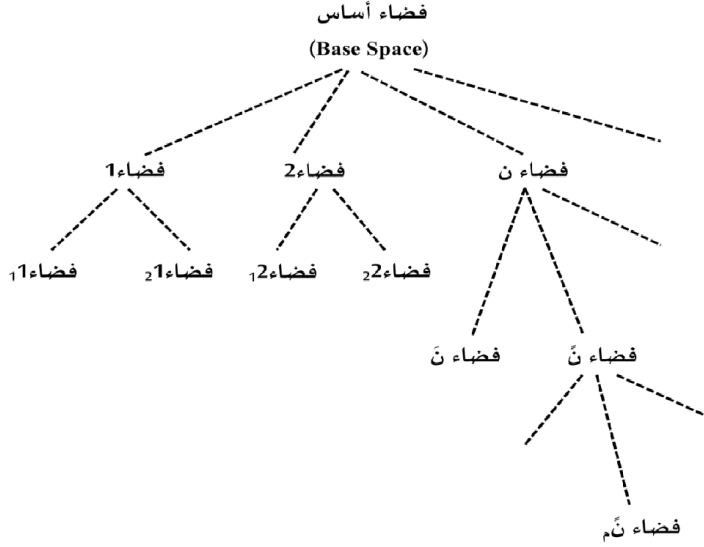 فضاء أساس
(Base Space)
فضاء1
فضاء2
فضاء ن
فضاء1₁
فضاء1₂
فضاء2₁
فضاء2₂
فضاء نَ
فضاء نً
فضاء نًم